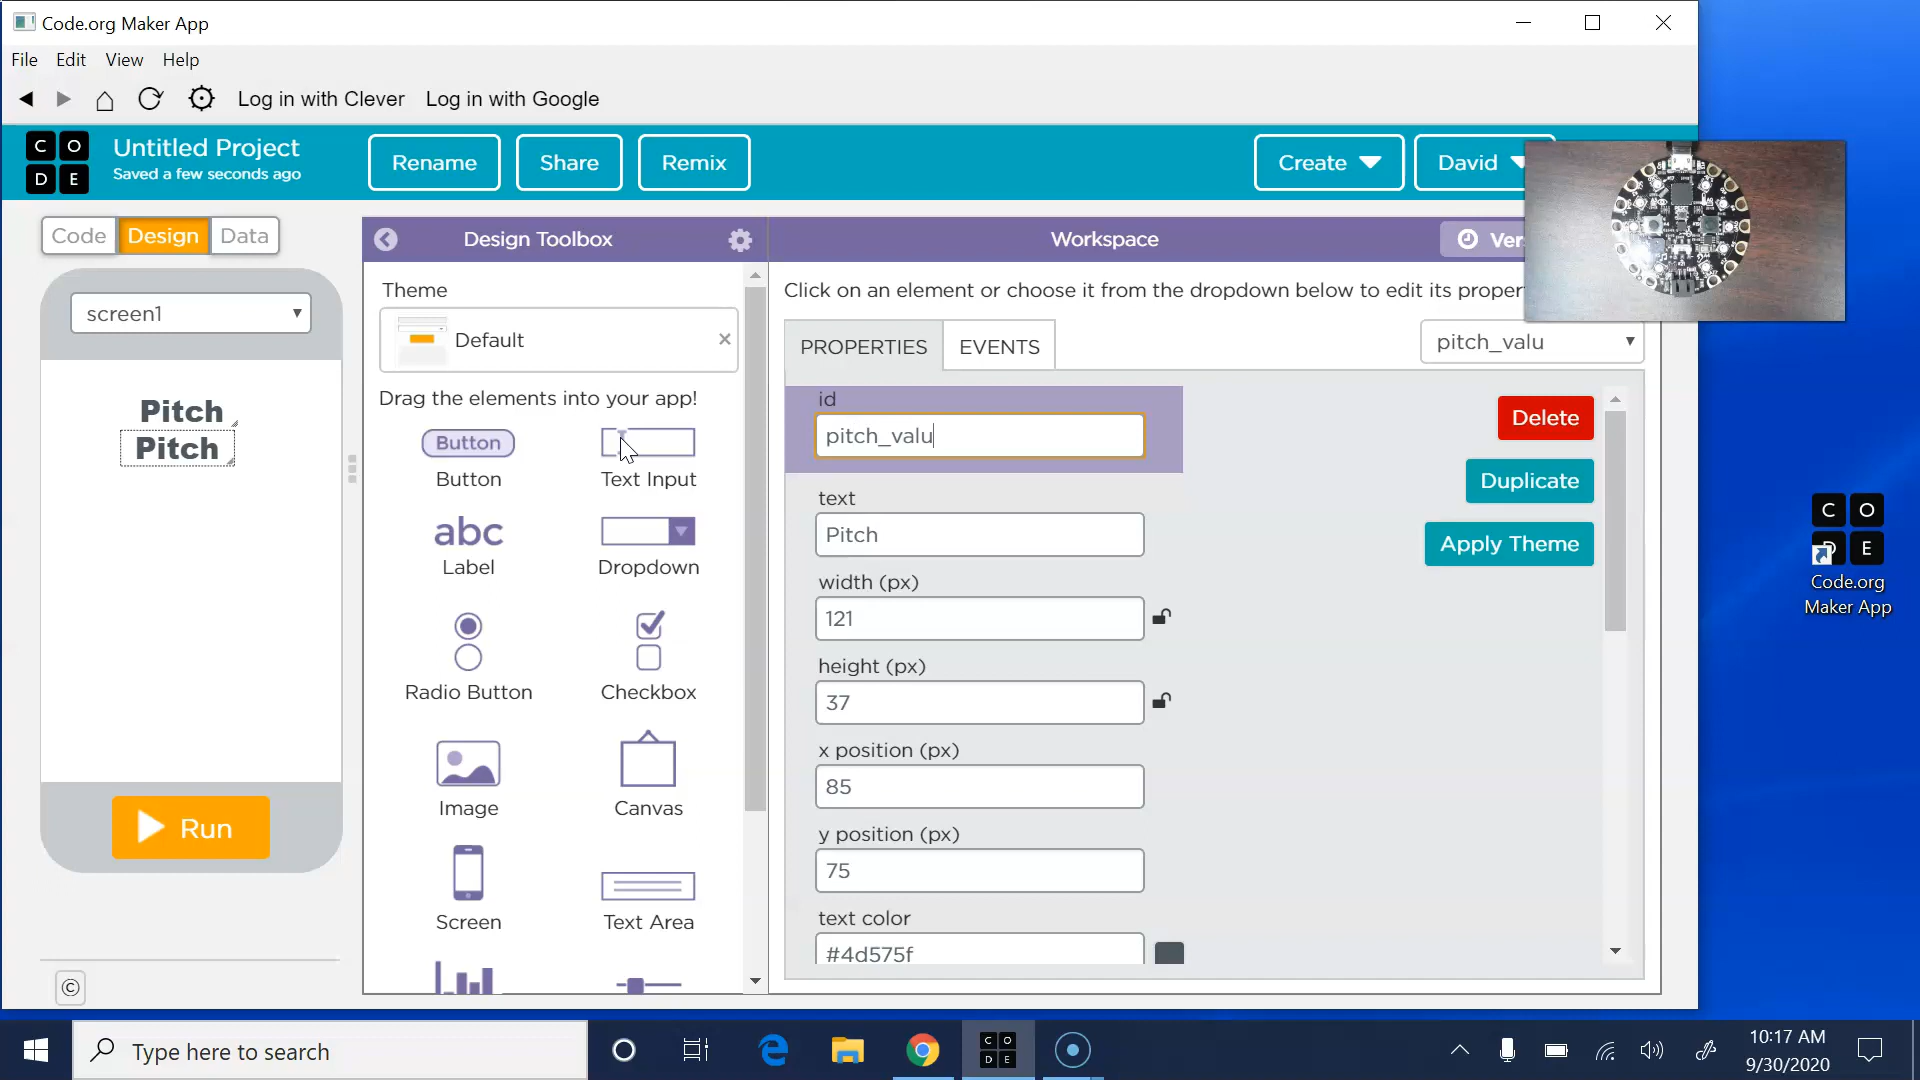 Code.org Maker App
File Edit View Help
Log in with Clever Log in with Google
C O D E
Untitled Project
Saved a few seconds ago
Rename Share Remix Create David
Code Design Data
Design Toolbox
Workspace
Ver
screen1
Pitch
Pitch
Run
©
Theme
Default
Drag the elements into your app!
Button
Button
Text Input
abc
Label
Dropdown
Radio Button
Checkbox
Image
Canvas
Screen
Text Area
Click on an element or choose it from the dropdown below to edit its proper
PROPERTIES EVENTS
pitch_valu
id
pitch_valu
text
Pitch
width (px)
121
height (px)
37
x position (px)
85
y position (px)
75
text color
#4d575f
Delete
Duplicate
Apply Theme
C O
D E
Code.org
Maker App
Type here to search
C O
D E
10:17 AM
9/30/2020